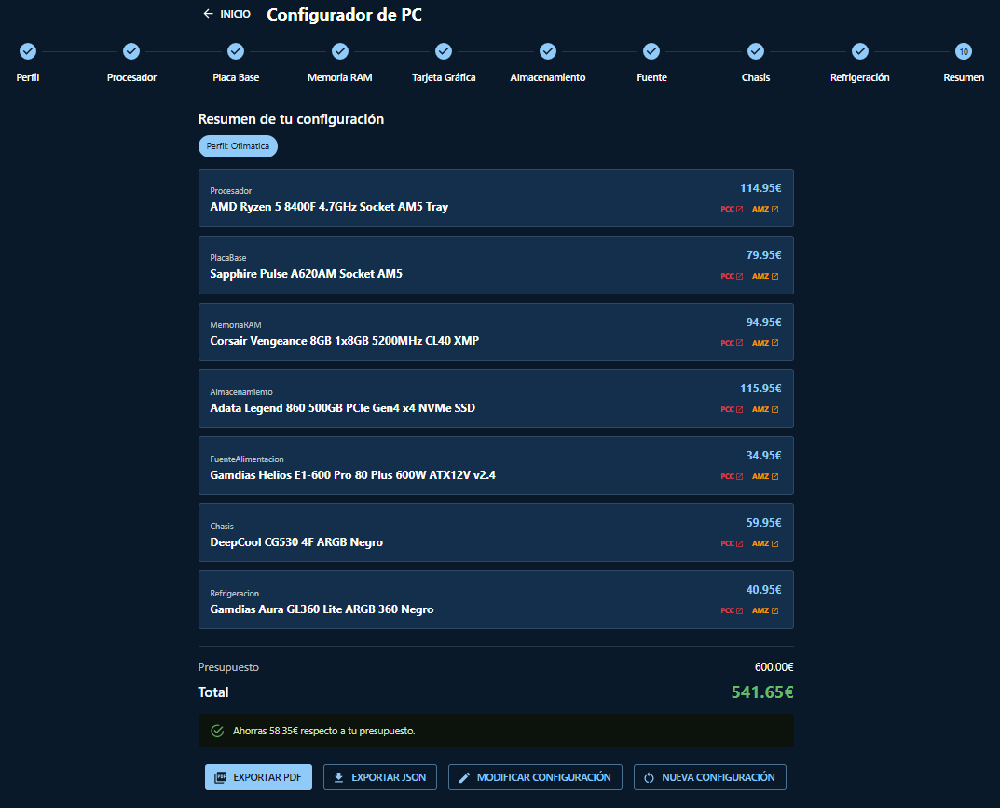 ← INICIO Configurador de PC
Perfil Procesador Placa Base Memoria RAM Tarjeta Gráfica Almacenamiento Fuente Chasis Refrigeración 10 Resumen
Resumen de tu configuración
Perfil: Ofimatica
Procesador
AMD Ryzen 5 8400F 4.7GHz Socket AM5 Tray
114.95€
PCC AMZ
PlacaBase
Sapphire Pulse A620AM Socket AM5
79.95€
PCC AMZ
MemoriaRAM
Corsair Vengeance 8GB 1x8GB 5200MHz CL40 XMP
94.95€
PCC AMZ
Almacenamiento
Adata Legend 860 500GB PCIe Gen4 x4 NVMe SSD
115.95€
PCC AMZ
FuenteAlimentacion
Gamdias Helios E1-600 Pro 80 Plus 600W ATX12V v2.4
34.95€
PCC AMZ
Chasis
DeepCool CG530 4F ARGB Negro
59.95€
PCC AMZ
Refrigeracion
Gamdias Aura GL360 Lite ARGB 360 Negro
40.95€
PCC AMZ
Presupuesto 600.00€
Total 541.65€
Ahorras 58.35€ respecto a tu presupuesto.
PDF EXPORTAR PDF EXPORTAR JSON MODIFICAR CONFIGURACIÓN NUEVA CONFIGURACIÓN